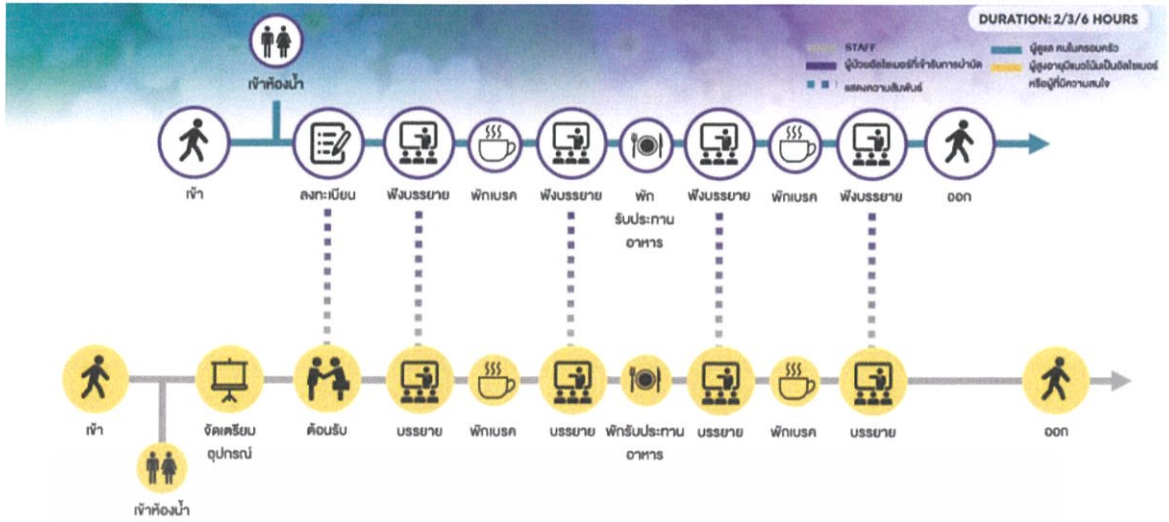 DURATION: 2/3/6 HOURS
STAFF
ผู้ป่วยอัลไซเมอร์ที่เข้ารับการบำบัด
แสดงความสัมพันธ์
ผู้ดูแล คนในครอบครัว
ผู้สูงอายุมีแนวโน้มเป็นอัลไซเมอร์
หรือผู้ที่มีความสนใจ
เข้าห้องน้ำ
เข้า
ลงทะเบียน
ฟังบรรยาย
พักเบรค
ฟังบรรยาย
พัก
รับประทาน
อาหาร
ฟังบรรยาย
พักเบรค
ฟังบรรยาย
ออก
เข้า
จัดเตรียม
อุปกรณ์
ต้อนรับ
บรรยาย
พักเบรค
บรรยาย
พักรับประทาน
อาหาร
บรรยาย
พักเบรค
บรรยาย
ออก
เข้าห้องน้ำ